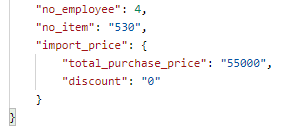 "no_employee": 4,
"no_item": "530",
"import_price": {
"total_purchase_price": "55000",
"discount": "0"
}
}